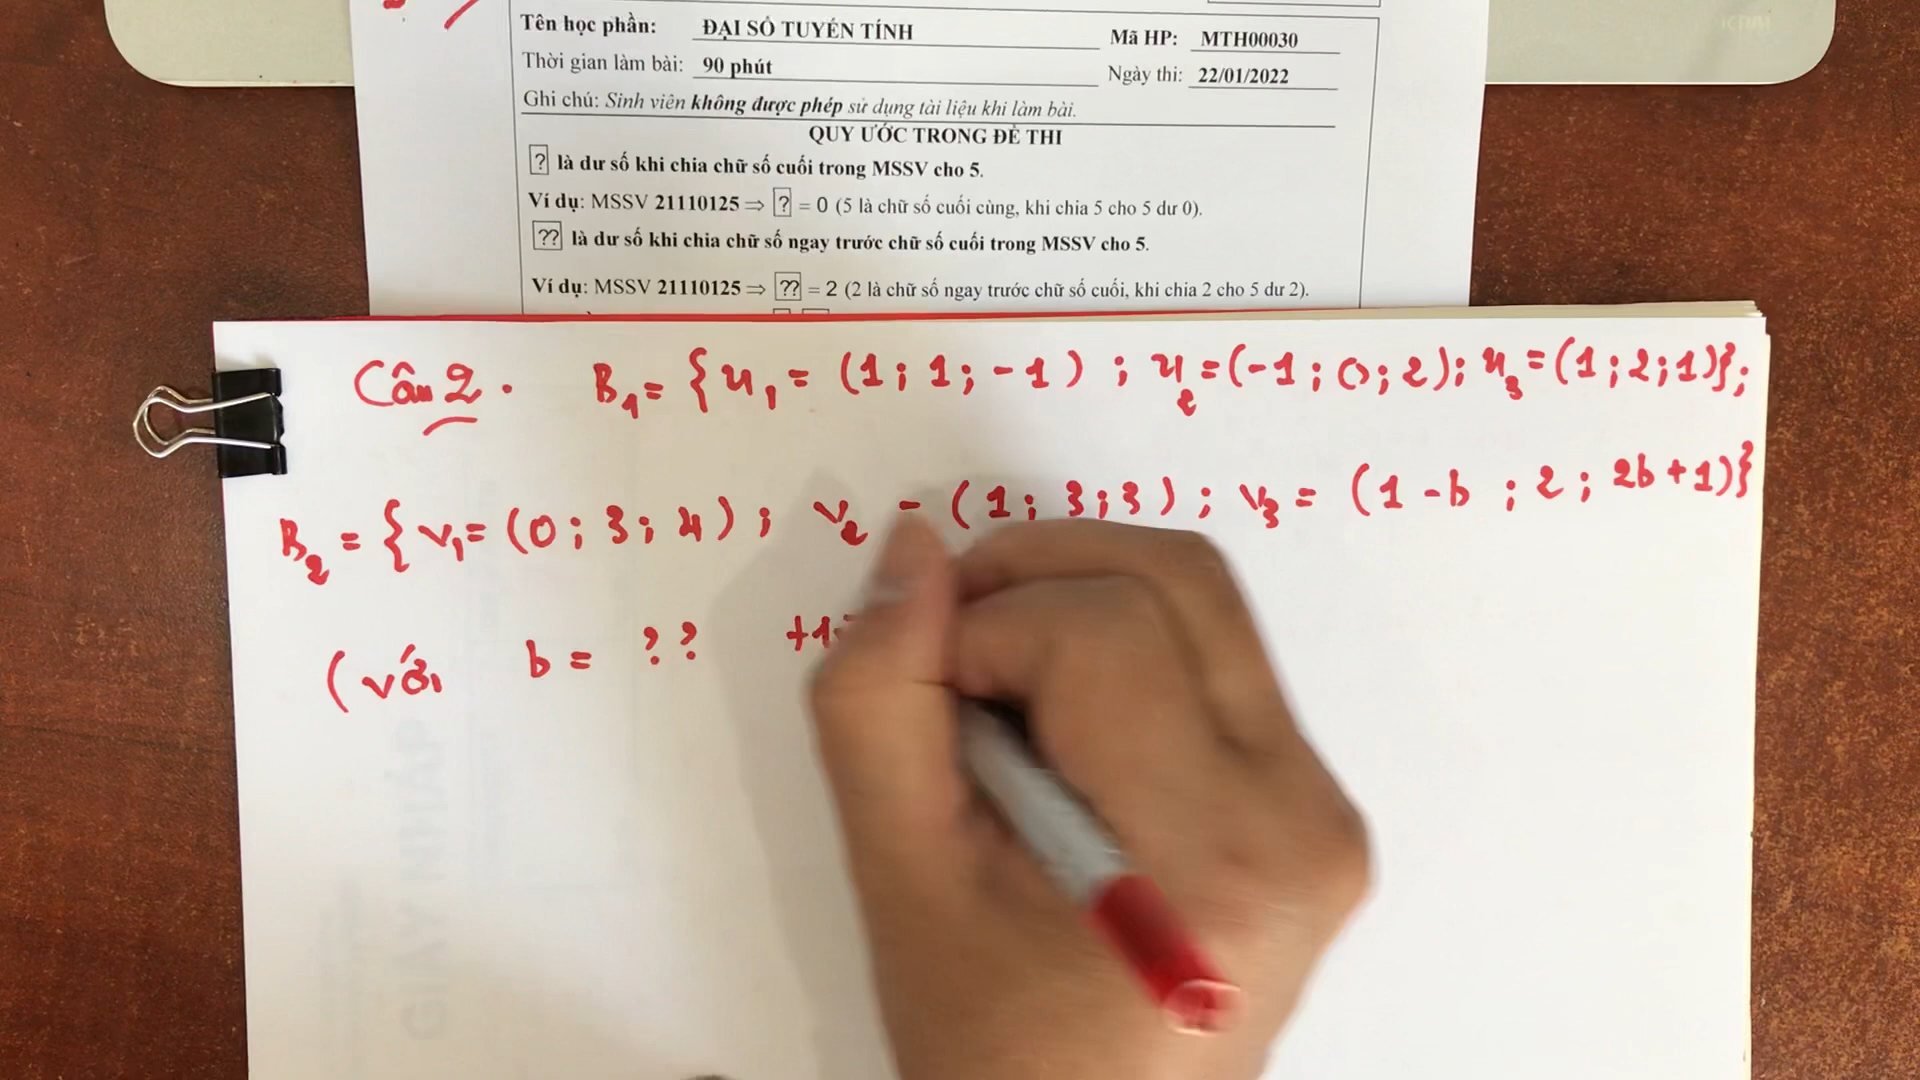 Tên học phần: ĐẠI SỐ TUYẾN TÍNH Mã HP: MTH00030
Thời gian làm bài: 90 phút Ngày thi: 22/01/2022
Ghi chú: Sinh viên không được phép sử dụng tài liệu khi làm bài.
QUY ƯỚC TRONG ĐỀ THI
? là dư số khi chia chữ số cuối trong MSSV cho 5.
Ví dụ: MSSV 21110125 ⇒ ? = 0 (5 là chữ số cuối cùng, khi chia 5 cho 5 dư 0).
?? là dư số khi chia chữ số ngay trước chữ số cuối trong MSSV cho 5.
Ví dụ: MSSV 21110125 ⇒ ?? = 2 (2 là chữ số ngay trước chữ số cuối, khi chia 2 cho 5 dư 2).
Câu 2. B₁ = {u₁ = (1; 1; -1) ; u₂ = (-1; 0; 2); u₃ = (1; 2; 1)};
B₂ = {v₁ = (0; 3; 4); v₂ = (1; 3; 3); v₃ = (1 - b ; 2; 2b + 1)}
(với b = ?? +1